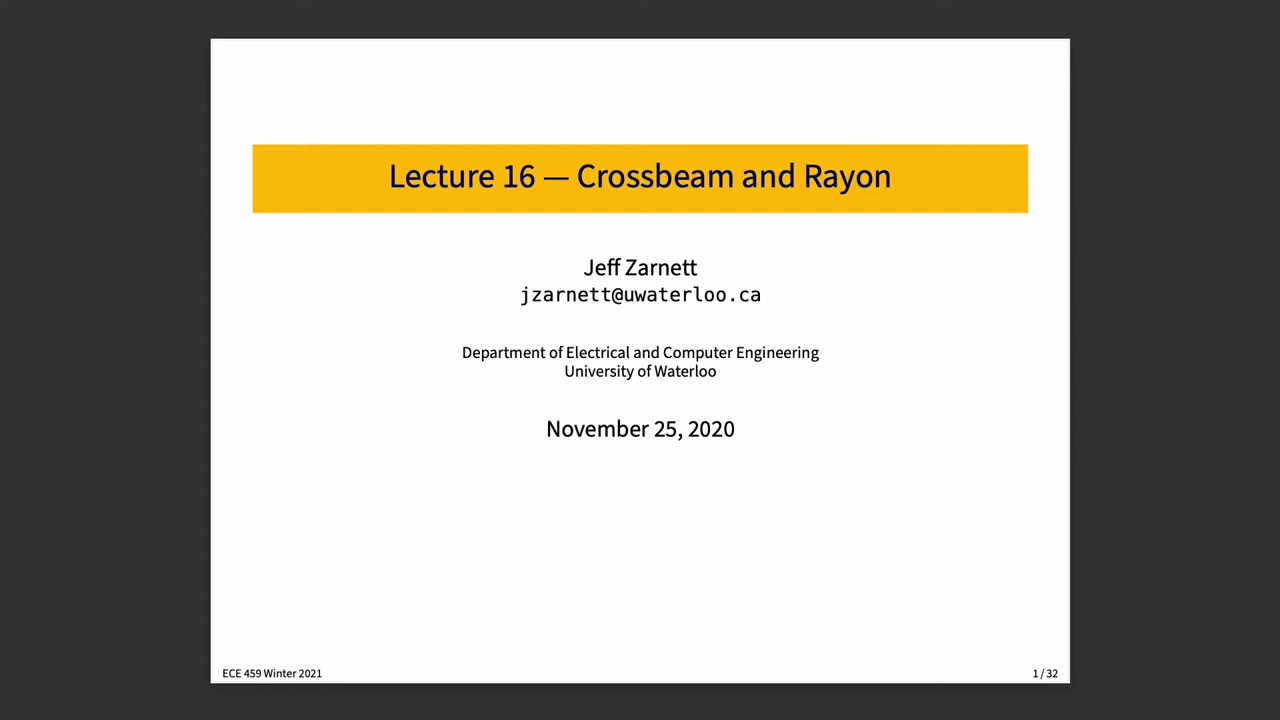 Lecture 16 — Crossbeam and Rayon
Jeff Zarnett
jzarnett@uwaterloo.ca
Department of Electrical and Computer Engineering
University of Waterloo
November 25, 2020
ECE 459 Winter 2021
1 / 32